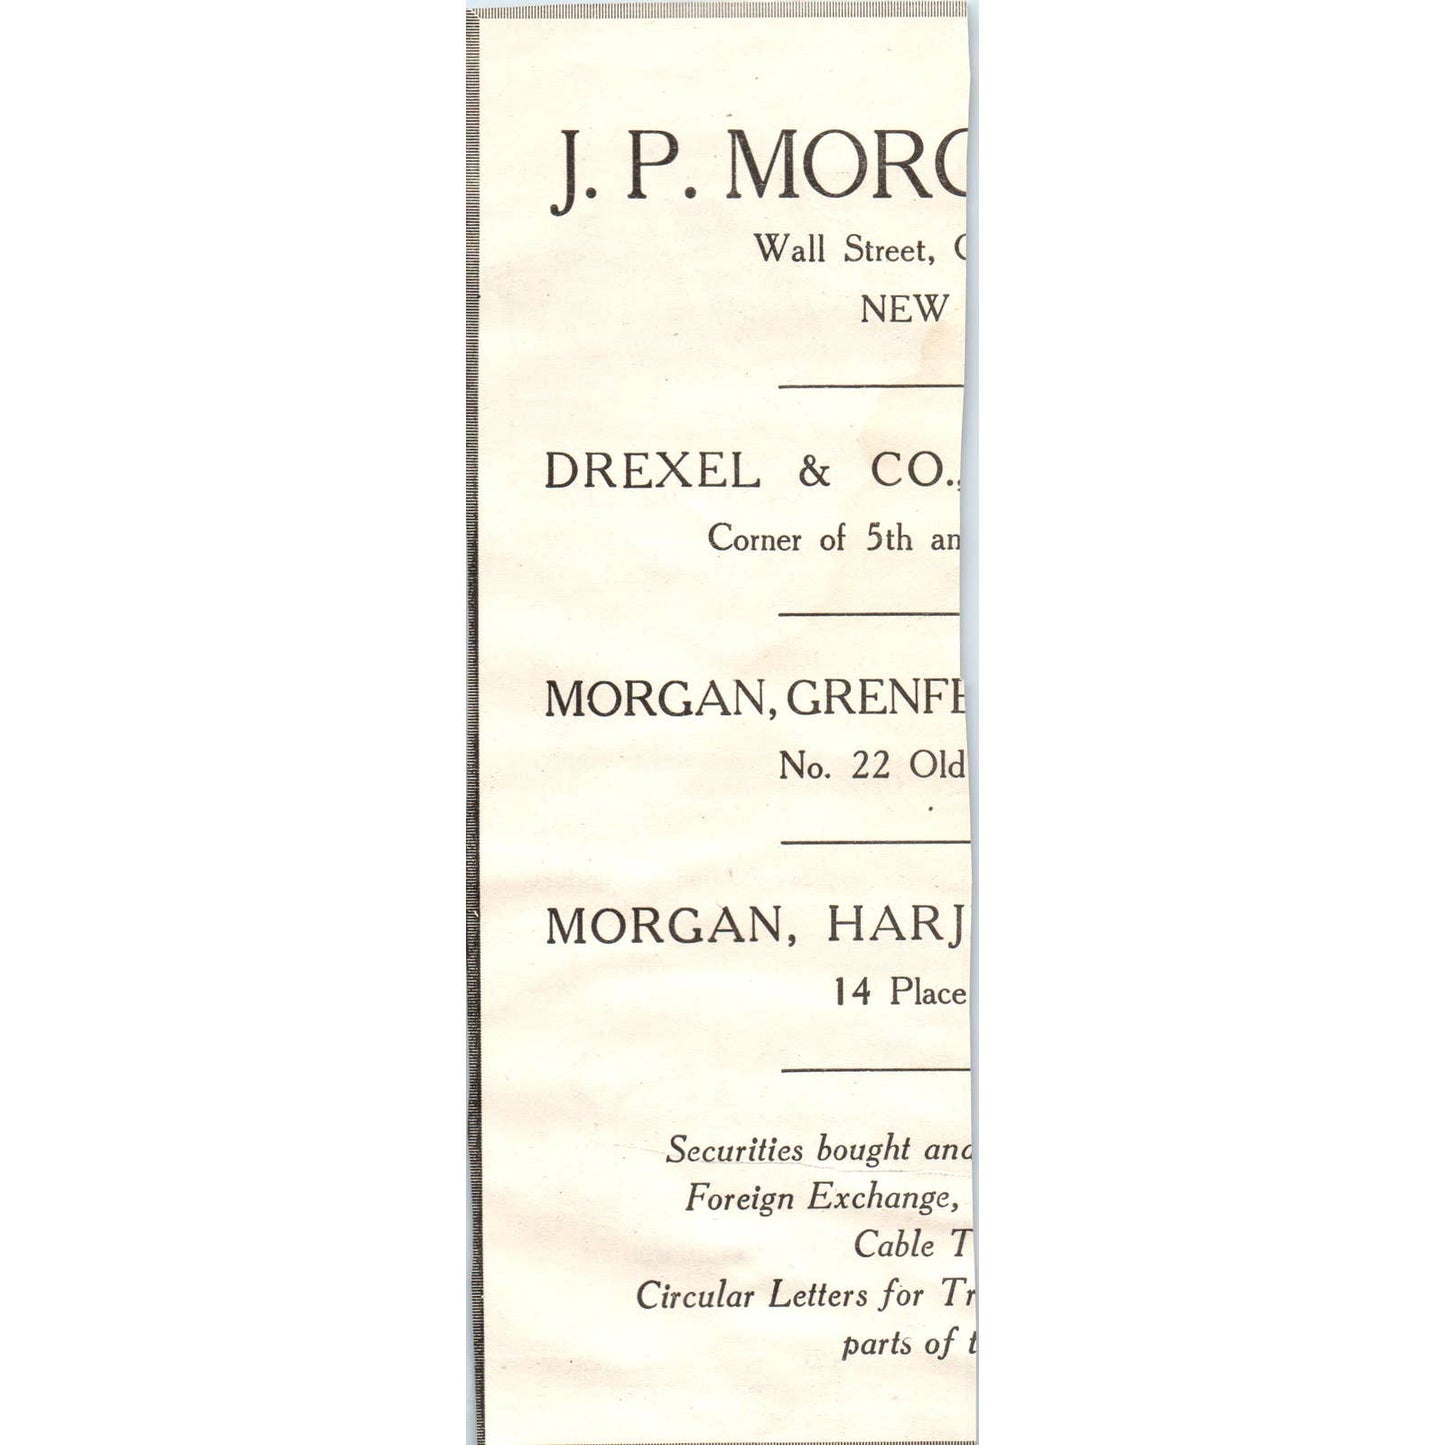 J. P. MORG
Wall Street, C
NEW
DREXEL & CO.,
Corner of 5th an
MORGAN, GRENFE
No. 22 Old
MORGAN, HARJ
14 Place
Securities bought and
Foreign Exchange,
Cable T
Circular Letters for Tr
parts of t